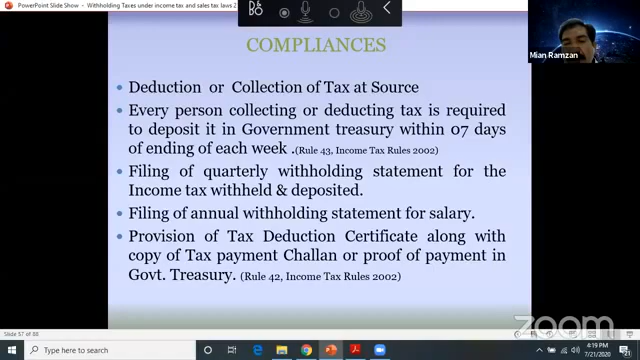 PowerPoint Slide Show - Withholding Taxes under income tax and sales tax laws 2
Mian Ramzan
COMPLIANCES
• Deduction or Collection of Tax at Source
• Every person collecting or deducting tax is required
to deposit it in Government treasury within 07 days
of ending of each week .(Rule 43, Income Tax Rules 2002)
• Filing of quarterly withholding statement for the
Income tax withheld & deposited.
• Filing of annual withholding statement for salary.
• Provision of Tax Deduction Certificate along with
copy of Tax payment Challan or proof of payment in
Govt. Treasury. (Rule 42, Income Tax Rules 2002)
zoom
Slide 57 of 88
Type here to search
4:19 PM
7/21/2020